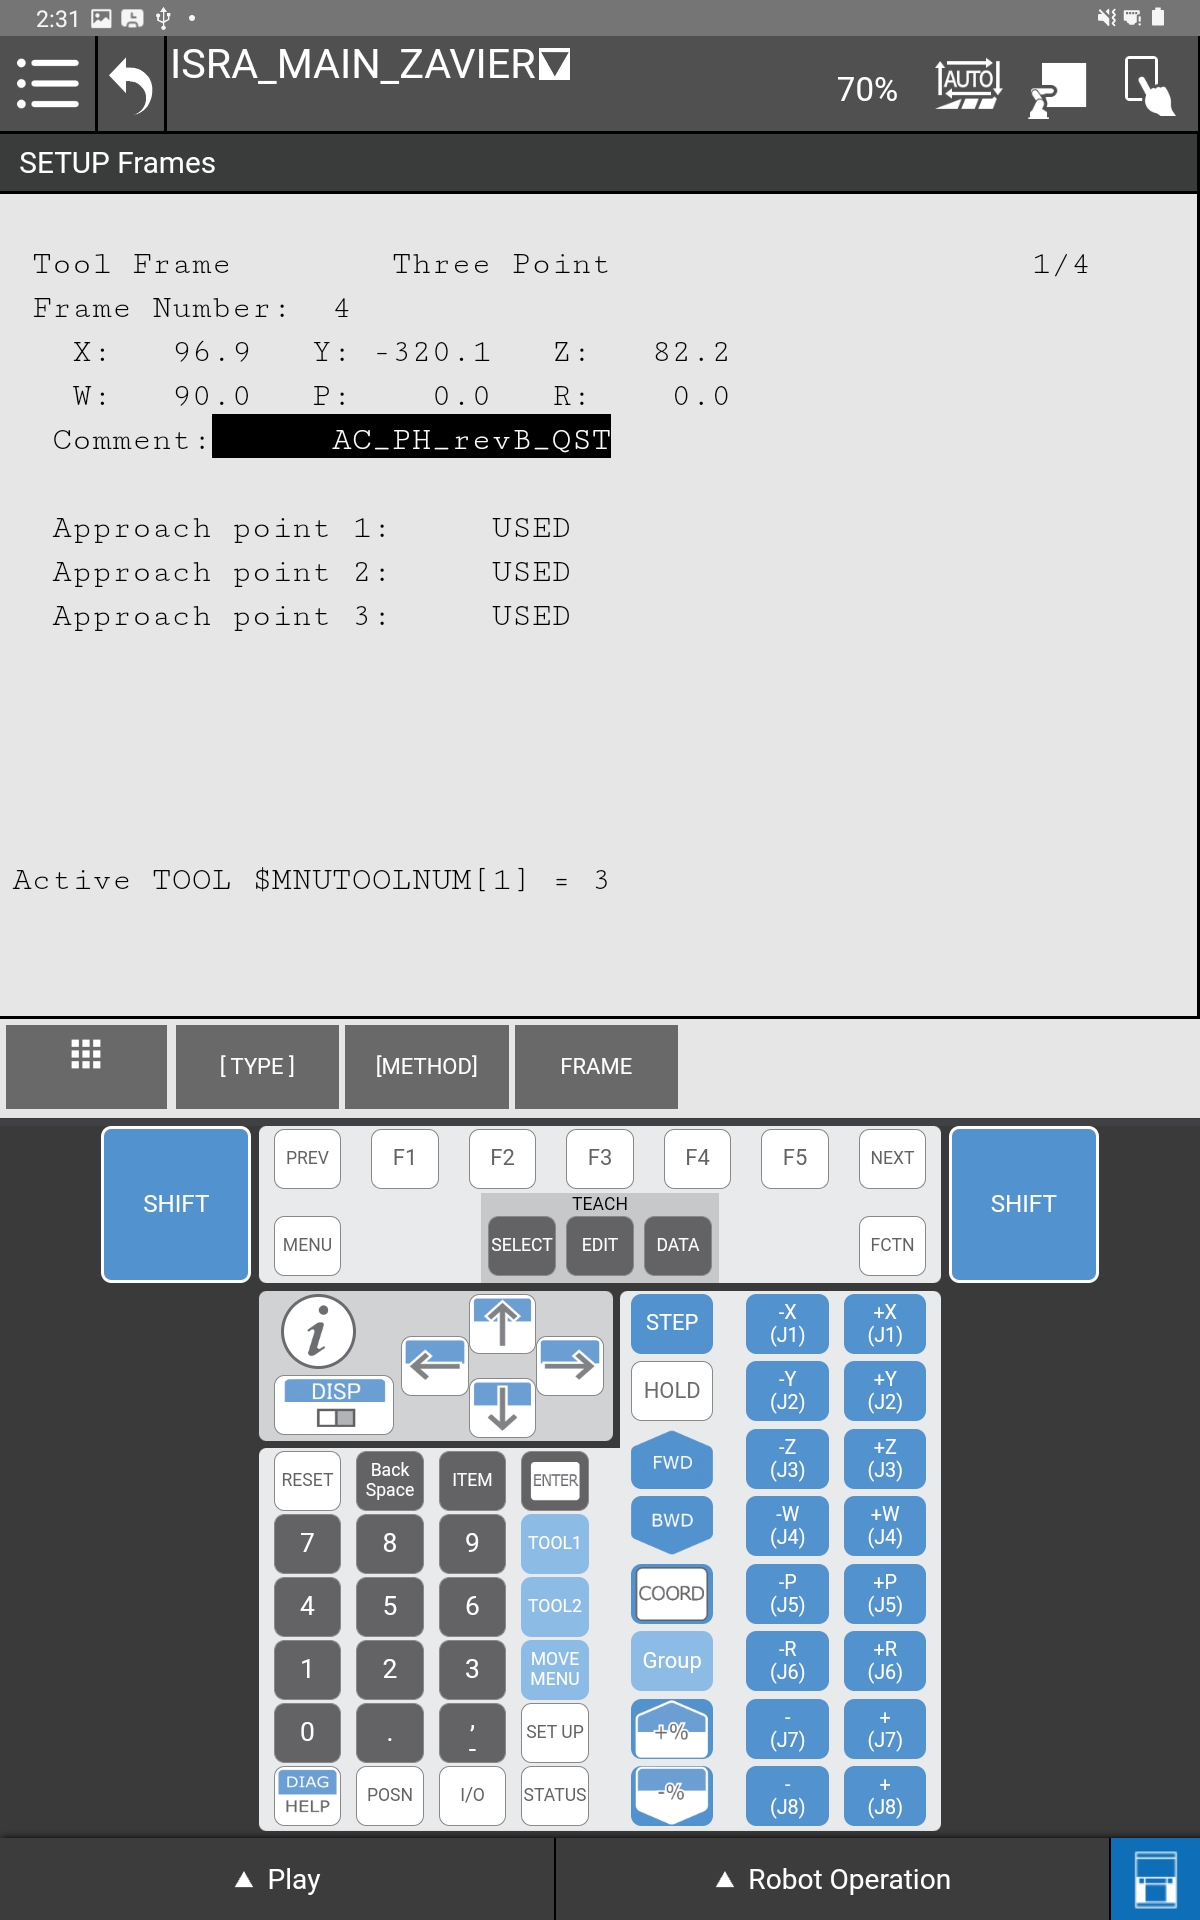 2:31
ISRA_MAIN_ZAVIER
70%
AUTO
SETUP Frames
Tool Frame Three Point 1/4
Frame Number: 4
X: 96.9 Y: -320.1 Z: 82.2
W: 90.0 P: 0.0 R: 0.0
Comment: AC_PH_revB_QST
Approach point 1: USED
Approach point 2: USED
Approach point 3: USED
Active TOOL $MNUTOOLNUM[1] = 3
[ TYPE ] [METHOD] FRAME
SHIFT PREV F1 F2 F3 F4 F5 NEXT SHIFT
TEACH
MENU SELECT EDIT DATA FCTN
i
DISP
STEP -X (J1) +X (J1)
HOLD -Y (J2) +Y (J2)
FWD -Z (J3) +Z (J3)
BWD -W (J4) +W (J4)
COORD -P (J5) +P (J5)
Group -R (J6) +R (J6)
+% - (J7) + (J7)
-% - (J8) + (J8)
RESET Back Space ITEM ENTER
7 8 9 TOOL1
4 5 6 TOOL2
1 2 3 MOVE MENU
0 . , - SET UP
DIAG HELP POSN I/O STATUS
Play Robot Operation